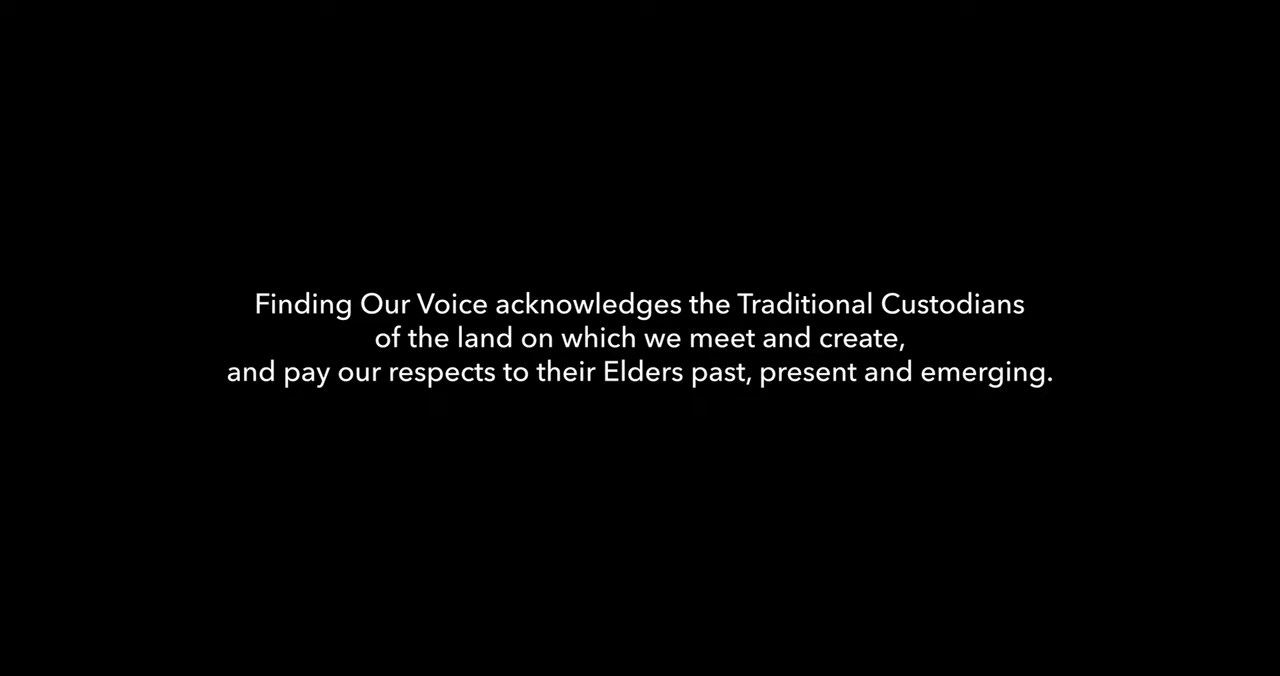 Finding Our Voice acknowledges the Traditional Custodians
of the land on which we meet and create,
and pay our respects to their Elders past, present and emerging.